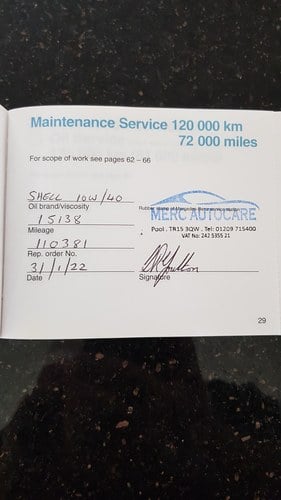 Maintenance Service 120 000 km
72 000 miles
For scope of work see pages 62 – 66
SHELL 10W/40
Oil brand/viscosity
15138
Mileage
110381
Rep. order No.
31/1/22
Date
MERC AUTOCARE
Pool . TR15 3QW . Tel: 01209 715400
VAT No: 242 5355 21
Signature
29